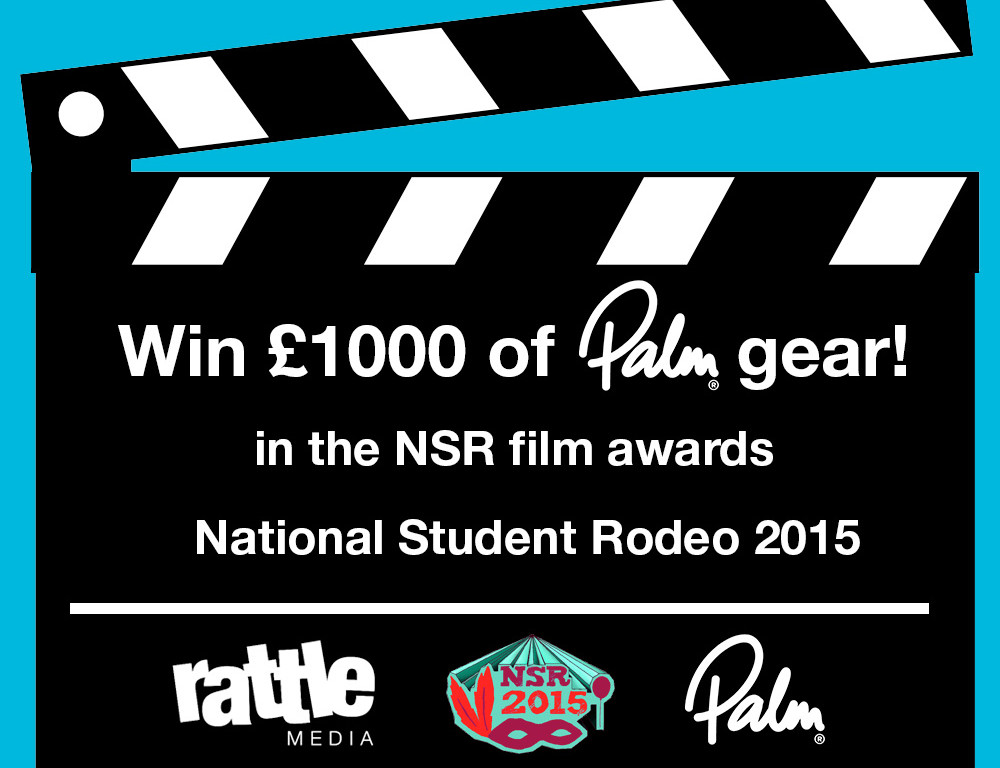 Win £1000 of Palm® gear!
in the NSR film awards
National Student Rodeo 2015
rattle
MEDIA
NSR
2015
Palm®